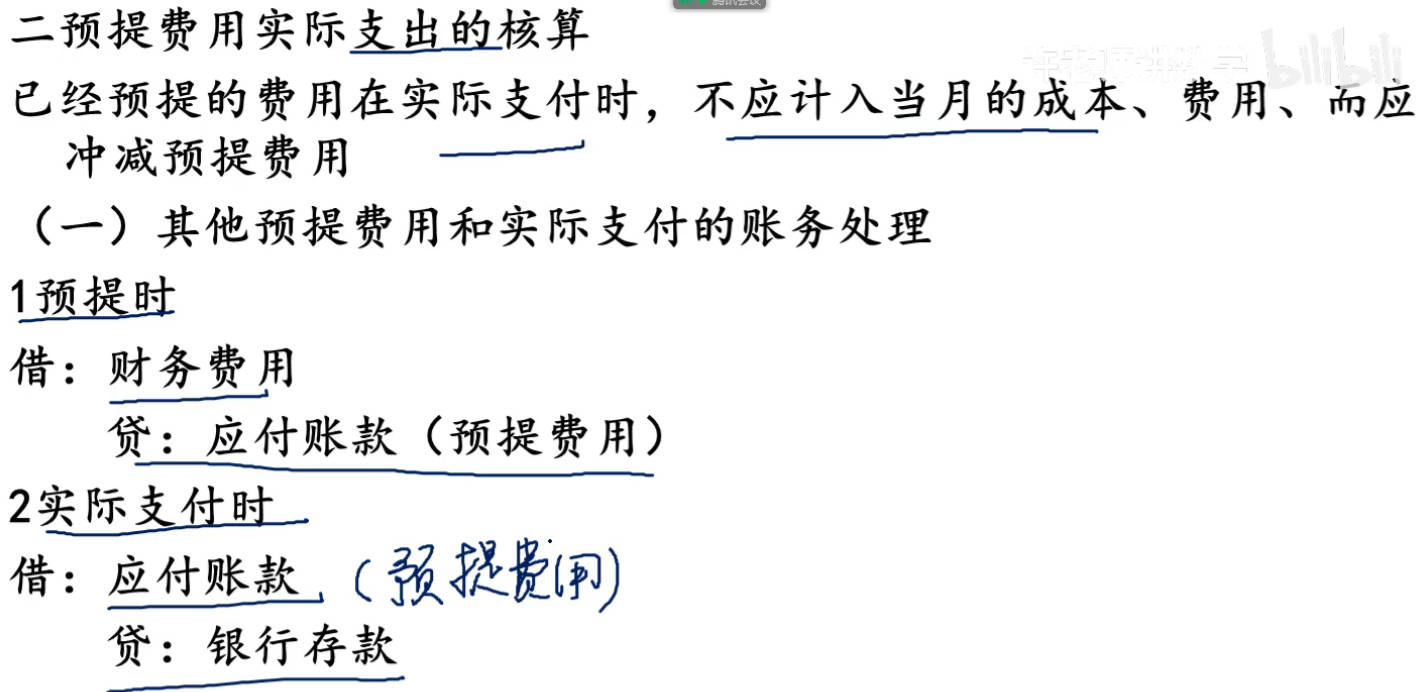 腾讯会议
二预提费用实际支出的核算
bilibili
已经预提的费用在实际支付时，不应计入当月的成本、费用、而应
冲减预提费用
（一）其他预提费用和实际支付的账务处理
1预提时
借：财务费用
贷：应付账款（预提费用）
2实际支付时
借：应付账款（预提费用）
贷：银行存款